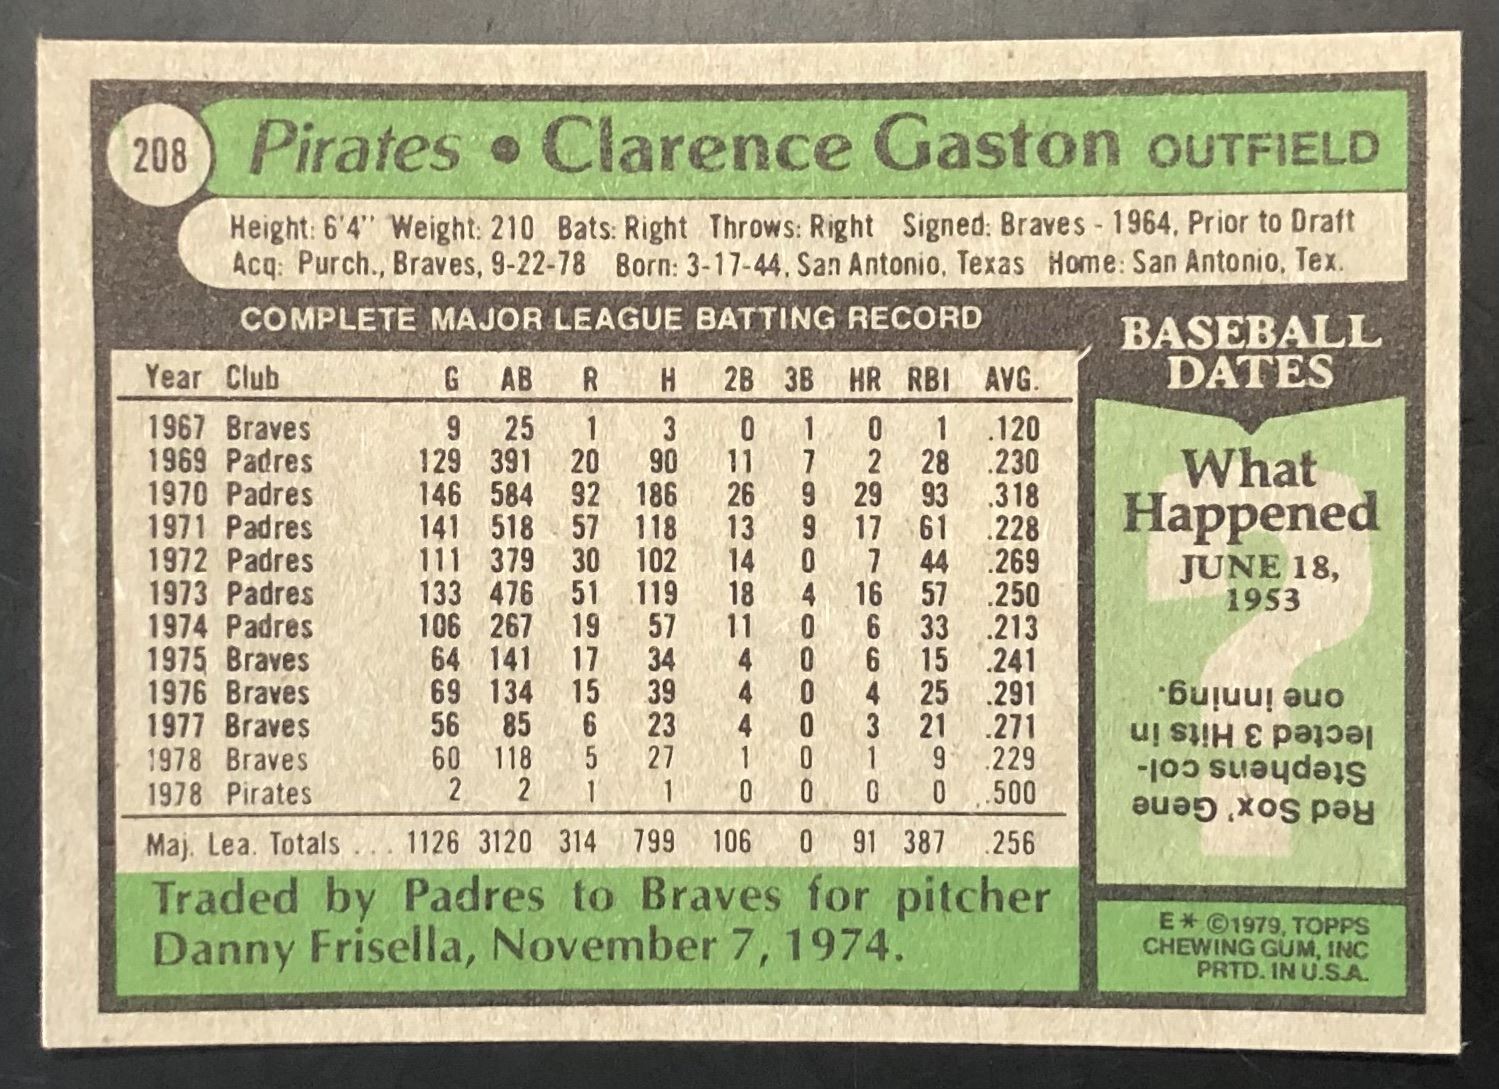 208 Pirates • Clarence Gaston OUTFIELD
Height: 6'4" Weight: 210 Bats: Right Throws: Right Signed: Braves - 1964, Prior to Draft
Acq: Purch., Braves, 9-22-78 Born: 3-17-44, San Antonio, Texas Home: San Antonio, Tex.
COMPLETE MAJOR LEAGUE BATTING RECORD
Year Club G AB R H 2B 3B HR RBI AVG.
1967 Braves 9 25 1 3 0 1 0 1 .120
1969 Padres 129 391 20 90 11 7 2 28 .230
1970 Padres 146 584 92 186 26 9 29 93 .318
1971 Padres 141 518 57 118 13 9 17 61 .228
1972 Padres 111 379 30 102 14 0 7 44 .269
1973 Padres 133 476 51 119 18 4 16 57 .250
1974 Padres 106 267 19 57 11 0 6 33 .213
1975 Braves 64 141 17 34 4 0 6 15 .241
1976 Braves 69 134 15 39 4 0 4 25 .291
1977 Braves 56 85 6 23 4 0 3 21 .271
1978 Braves 60 118 5 27 1 0 1 9 .229
1978 Pirates 2 2 1 1 0 0 0 0 .500
Maj. Lea. Totals ... 1126 3120 314 799 106 0 91 387 .256
Traded by Padres to Braves for pitcher
Danny Frisella, November 7, 1974.
BASEBALL
DATES
What
Happened
JUNE 18,
1953
Red Sox' Gene
Stephens col-
lected 3 Hits in
one inning.
E * ©1979, TOPPS
CHEWING GUM, INC
PRTD. IN U.S.A.